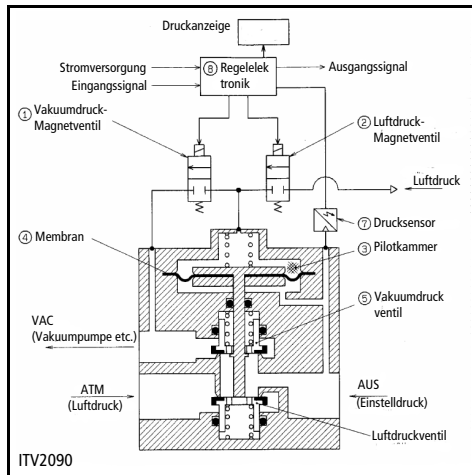 Druckanzeige
Stromversorgung
⑧ Regelelek
tronik
Ausgangssignal
Eingangssignal
① Vakuumdruck-
Magnetventil
② Luftdruck-
Magnetventil
Luftdruck
⑦ Drucksensor
④ Membran
③ Pilotkammer
⑤ Vakuumdruck
ventil
VAC
(Vakuumpumpe etc.)
ATM
(Luftdruck)
AUS
(Einstelldruck)
Luftdruckventil
ITV2090